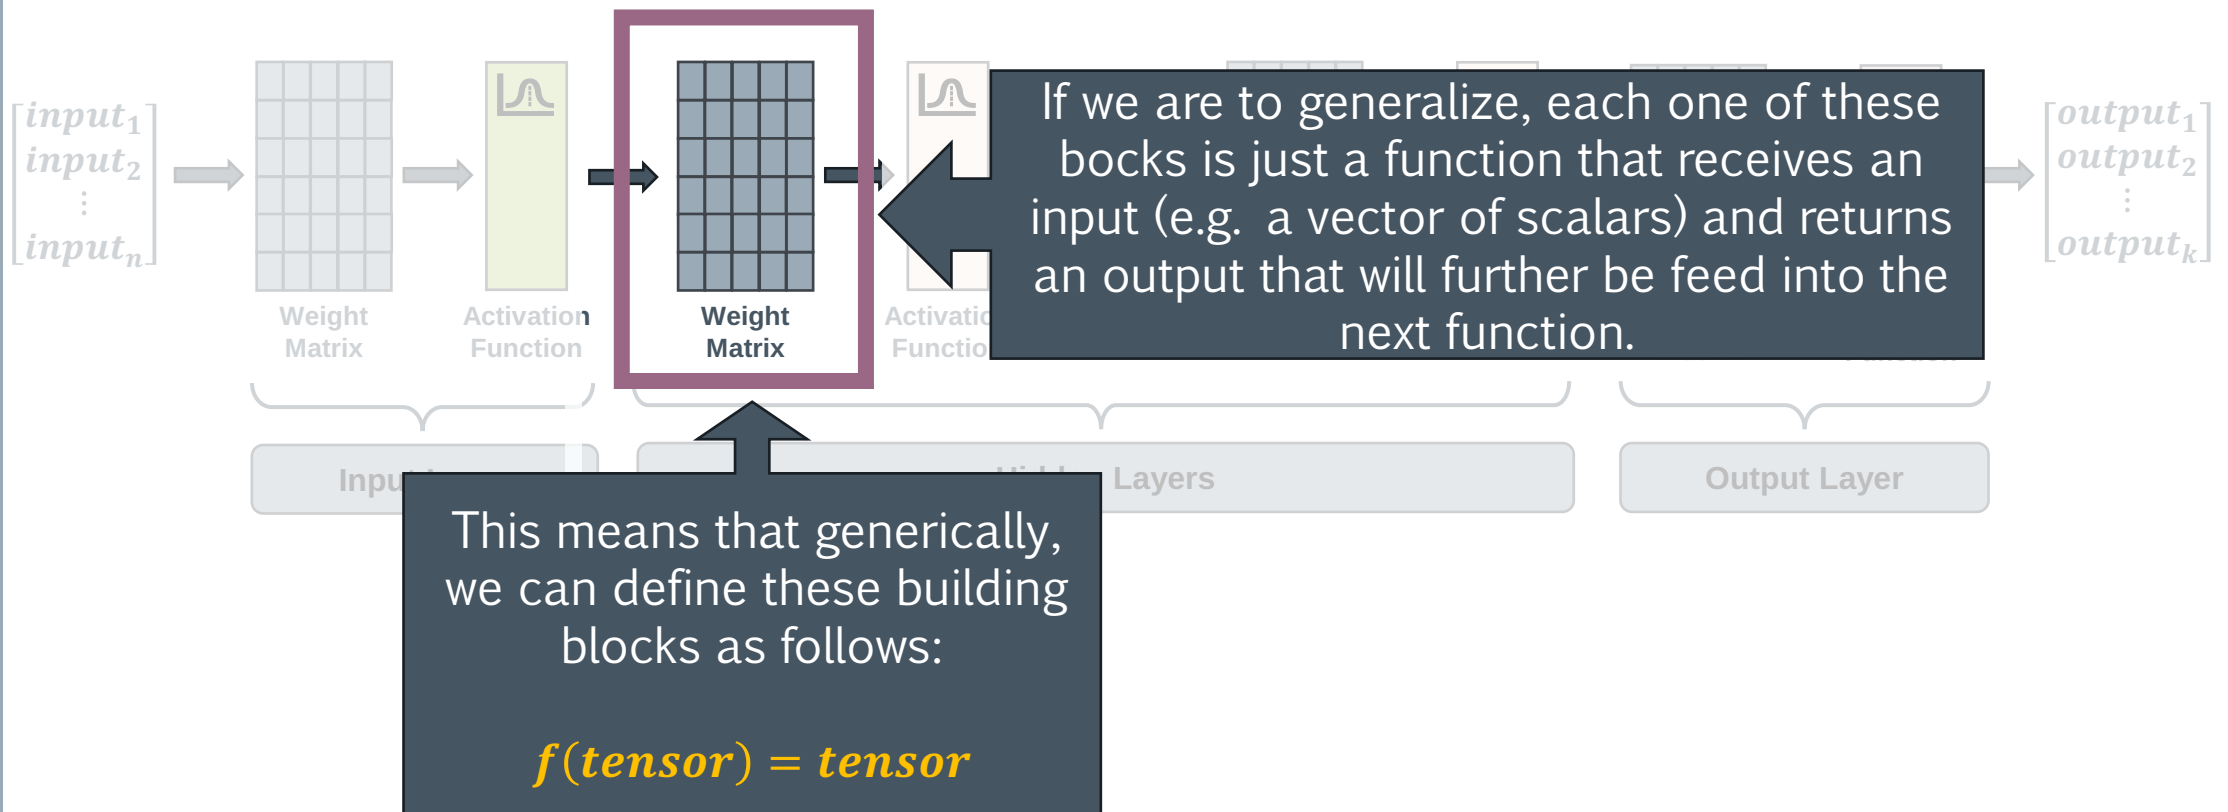 input₁
input₂
⋮
inputₙ
Weight
Matrix
Activation
Function
Weight
Matrix
If we are to generalize, each one of these
bocks is just a function that receives an
input (e.g.  a vector of scalars) and returns
an output that will further be feed into the
next function.
output₁
output₂
⋮
outputₖ
Layers
Output Layer
This means that generically,
we can define these building
blocks as follows:
f(tensor) = tensor